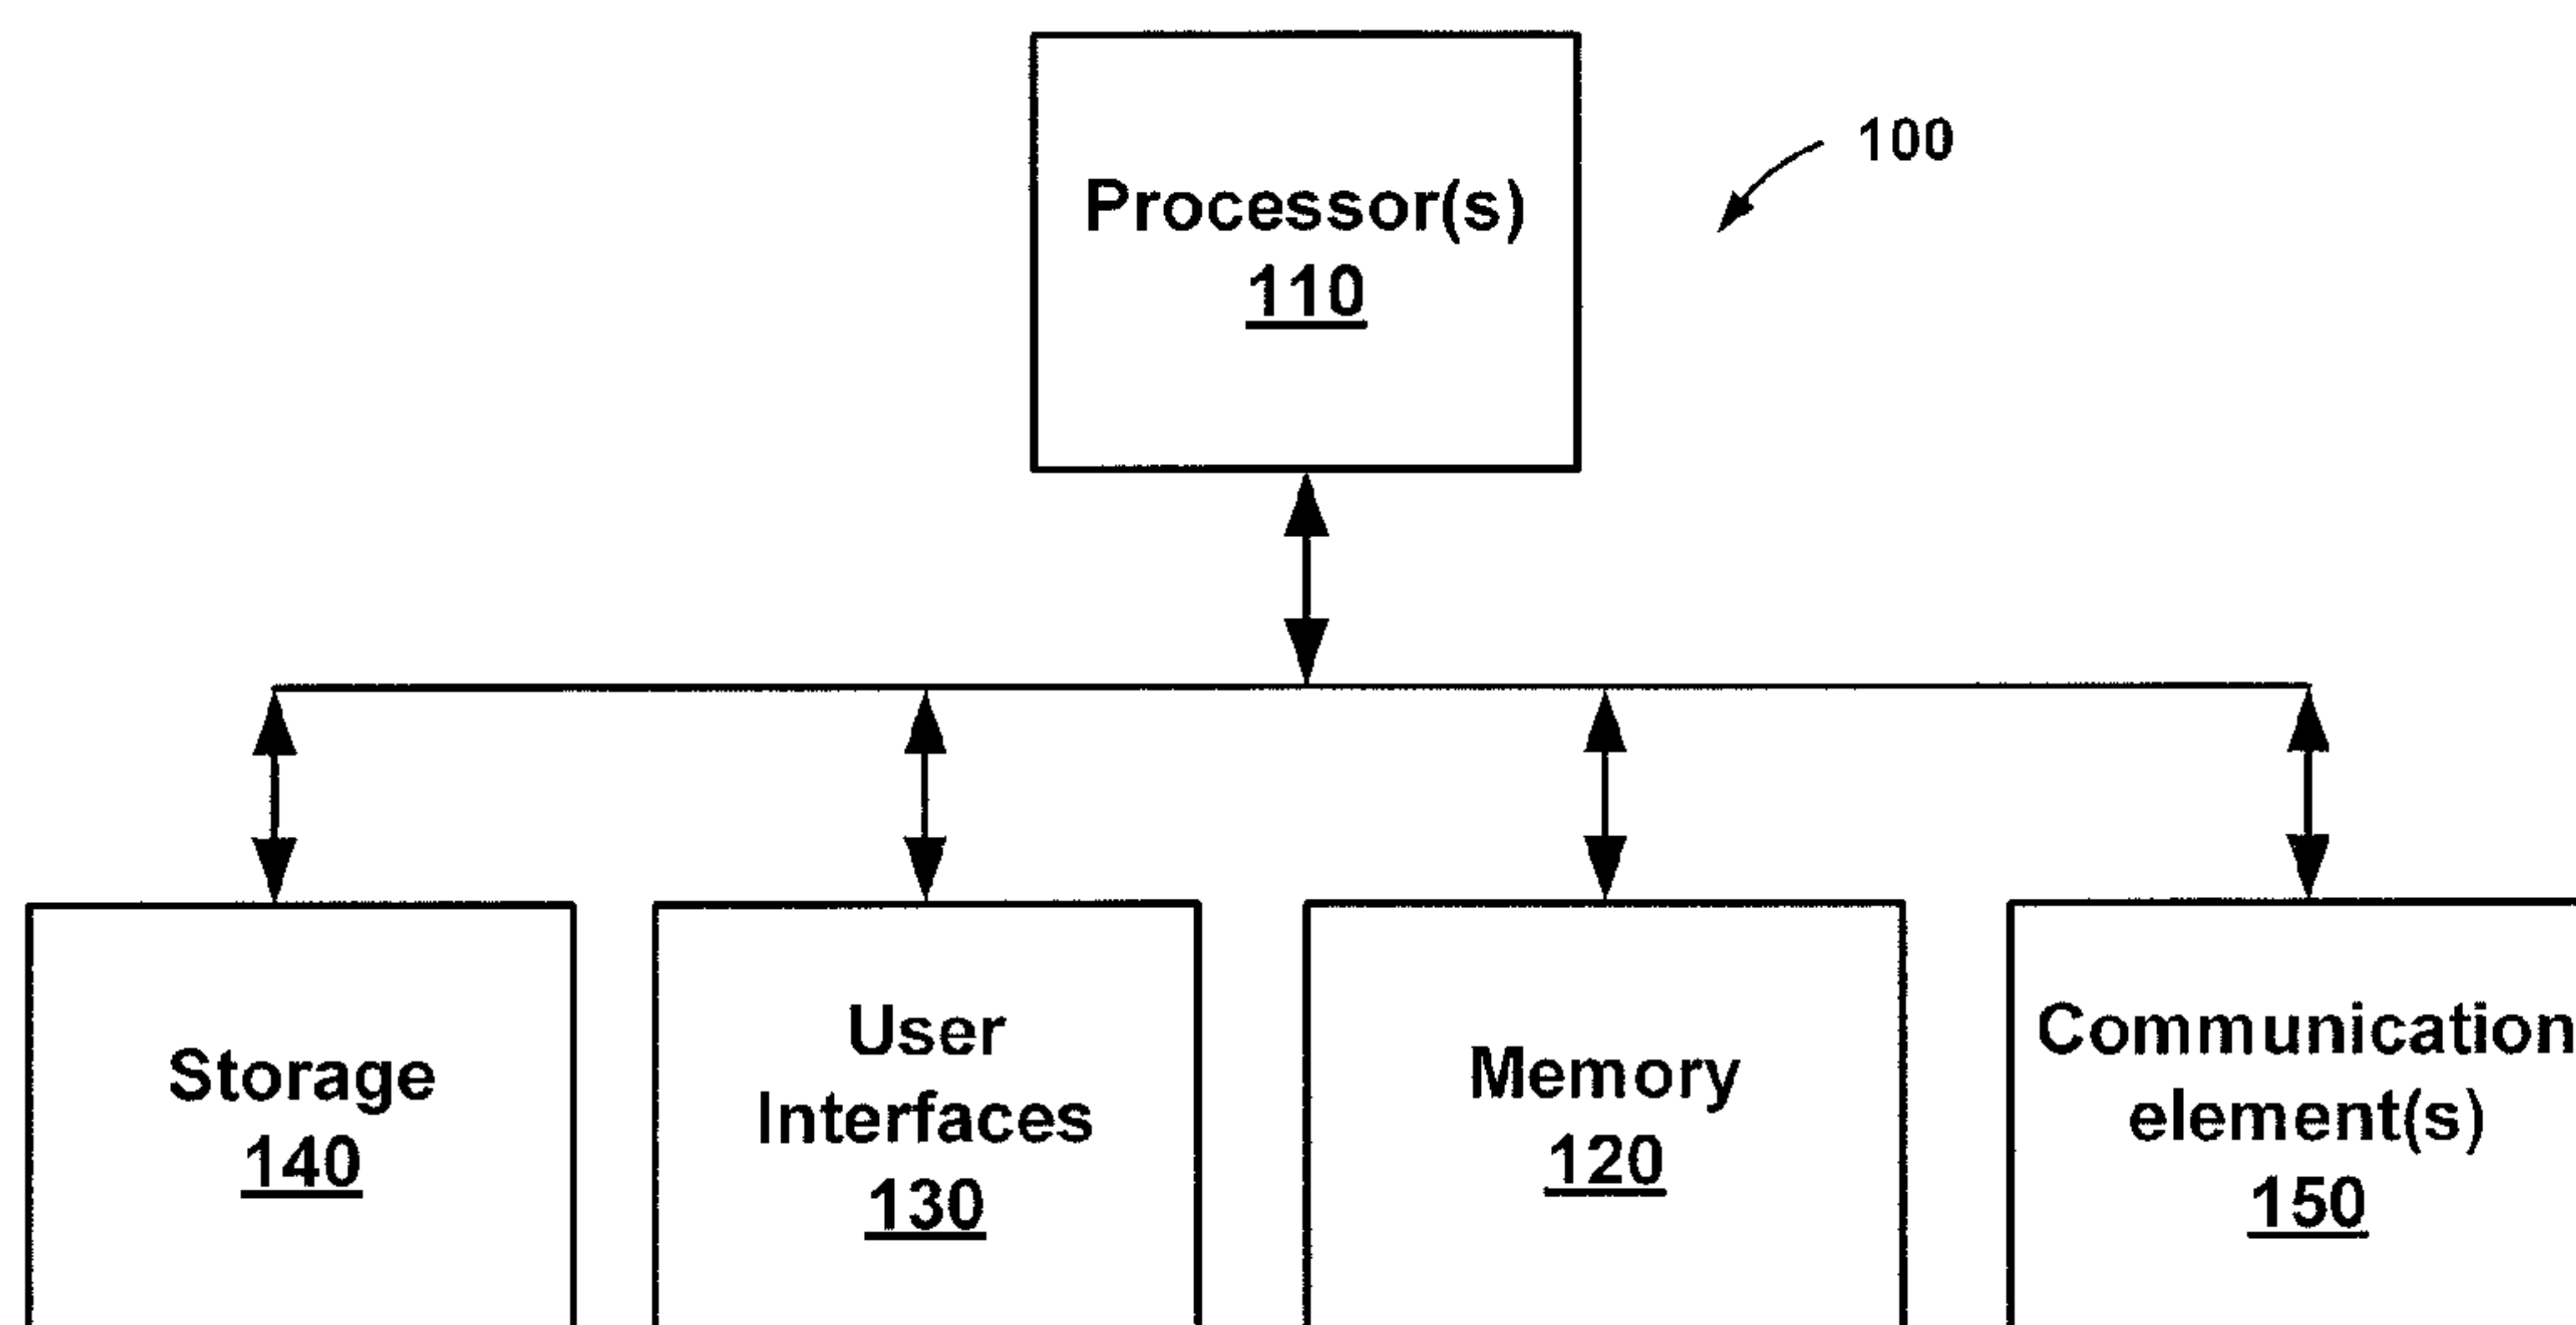 Processor(s)
110
100
Storage
140
User
Interfaces
130
Memory
120
Communication
element(s)
150